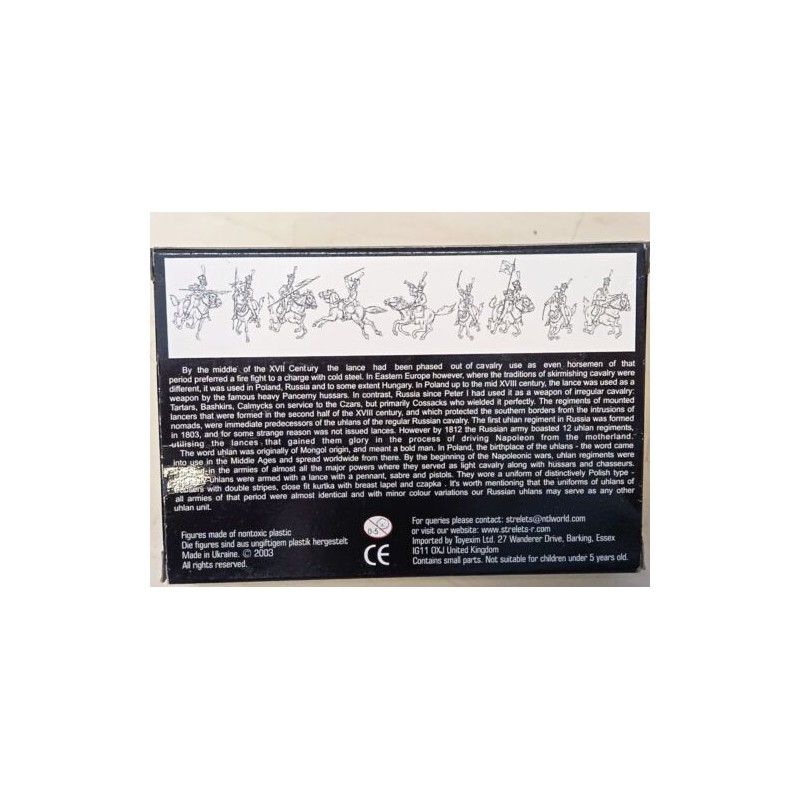 By the middle of the XVII Century the lance had been phased out of cavalry use as even horsemen of that
period preferred a fire fight to a charge with cold steel. In Eastern Europe however, where the traditions of skirmishing cavalry were
different, it was used in Poland, Russia and to some extent Hungary. In Poland up to the mid XVIII century, the lance was used as a
weapon by the famous heavy Pancerny hussars. In contrast, Russia since Peter I had used it as a weapon of irregular cavalry:
Tartars, Bashkirs, Calmycks on service to the Czars, but primarily Cossacks who wielded it perfectly. The regiments of mounted
lancers that were formed in the second half of the XVIII century, and which protected the southern borders from the intrusions of
nomads, were immediate predecessors of the uhlans of the regular Russian cavalry. The first uhlan regiment in Russia was formed
in 1803, and for some strange reason was not issued lances. However by 1812 the Russian army boasted 12 uhlan regiments,
utilising the lances that gained them glory in the process of driving Napoleon from the motherland.
The word uhlan was originally of Mongol origin, and meant a bold man. In Poland, the birthplace of the uhlans - the word came
into use in the Middle Ages and spread worldwide from there. By the beginning of the Napoleonic wars, uhlan regiments were
in the armies of almost all the major powers where they served as light cavalry along with hussars and chasseurs.
uhlans were armed with a lance with a pennant, sabre and pistols. They wore a uniform of distinctively Polish type -
with double stripes, close fit kurtka with breast lapel and czapka . It's worth mentioning that the uniforms of uhlans of
all armies of that period were almost identical and with minor colour variations our Russian uhlans may serve as any other
uhlan unit.
Figures made of nontoxic plastic
Die figures sind aus ungiftigem plastik hergestelt
Made in Ukraine. © 2003
All rights reserved.
0-5
CE
For queries please contact: strelets@ntlworld.com
or visit our website: www.strelets-r.com
Imported by Toyexim Ltd. 27 Wanderer Drive, Barking, Essex
IG11 0XJ United Kingdom
Contains small parts. Not suitable for children under 5 years old.